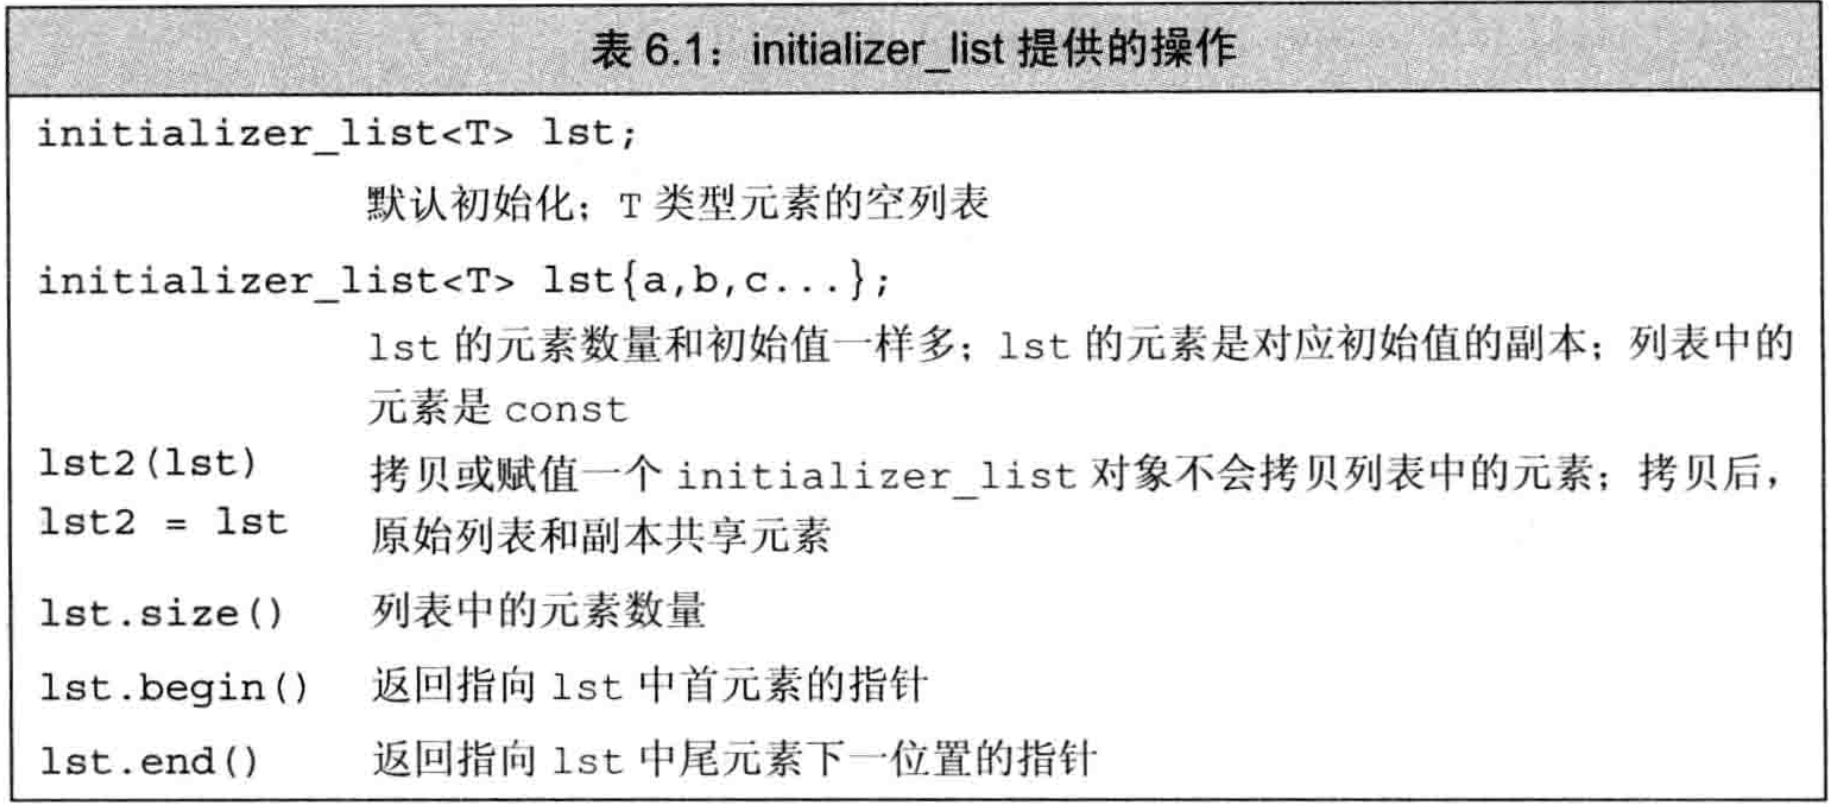 表 6.1：initializer_list 提供的操作
initializer_list<T> lst;
默认初始化；T 类型元素的空列表
initializer_list<T> lst{a,b,c...};
lst 的元素数量和初始值一样多；lst 的元素是对应初始值的副本；列表中的
元素是 const
lst2(lst) 拷贝或赋值一个 initializer_list 对象不会拷贝列表中的元素；拷贝后，
lst2 = lst 原始列表和副本共享元素
lst.size() 列表中的元素数量
lst.begin() 返回指向 lst 中首元素的指针
lst.end() 返回指向 lst 中尾元素下一位置的指针